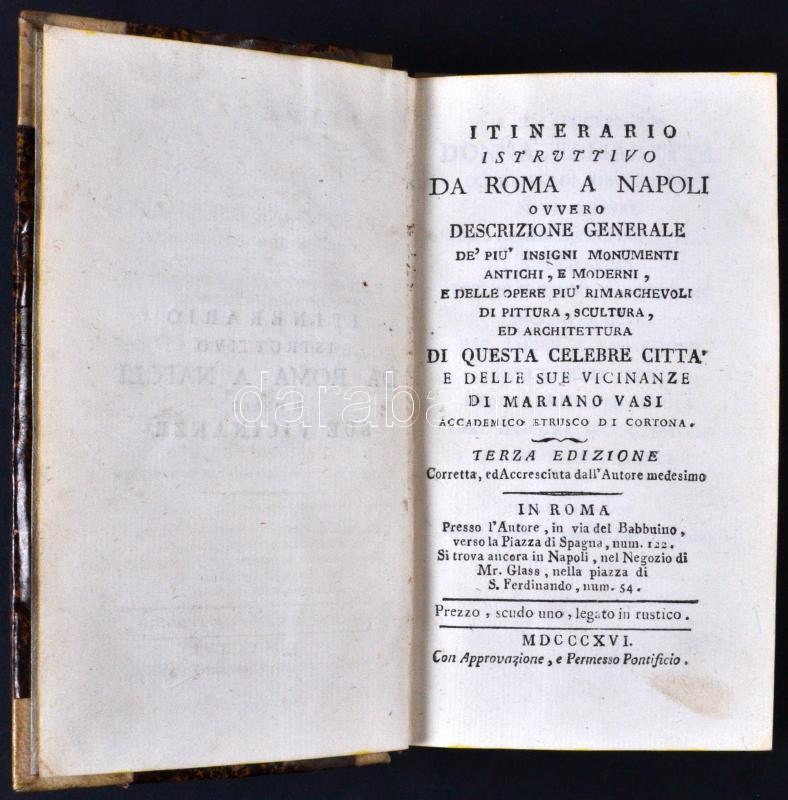 ITINERARIO
ISTRVTTIVO
DA ROMA A NAPOLI
OVVERO
DESCRIZIONE GENERALE
DE' PIU' INSIGNI MONUMENTI
ANTICHI, E MODERNI,
E DELLE OPERE PIU' RIMARCHEVOLI
DI PITTURA, SCULTURA,
ED ARCHITETTURA
DI QUESTA CELEBRE CITTA'
E DELLE SUE VICINANZE
DI MARIANO VASI
ACCADEMICO ETRUSCO DI CORTONA.
TERZA EDIZIONE
Corretta, ed Accresciuta dall'Autore medesimo
IN ROMA
Presso l'Autore, in via del Babbuino,
verso la Piazza di Spagna, num. 122.
Si trova ancora in Napoli, nel Negozio di
Mr. Glass, nella piazza di
S. Ferdinando, num. 54.
Prezzo, scudo uno, legato in rustico.
MDCCCXVI.
Con Approvazione, e Permesso Pontificio.